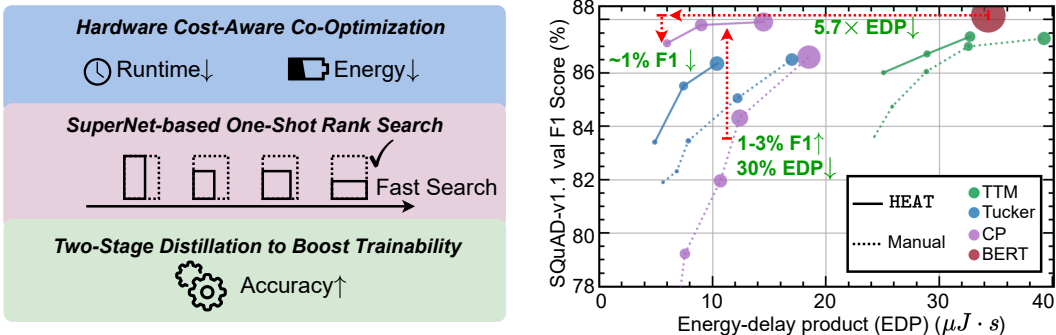 Hardware Cost-Aware Co-Optimization
Runtime↓
Energy↓
SuperNet-based One-Shot Rank Search
Fast Search
Two-Stage Distillation to Boost Trainability
Accuracy↑
SQuAD-v1.1 val F1 Score (%)
86
84
82
80
78
5.7× EDP↓
~1% F1 ↓
1-3% F1↑
30% EDP↓
HEAT
Manual
TTM
Tucker
CP
BERT
0 10 20 30 40
Energy-delay product (EDP) (μJ · s)